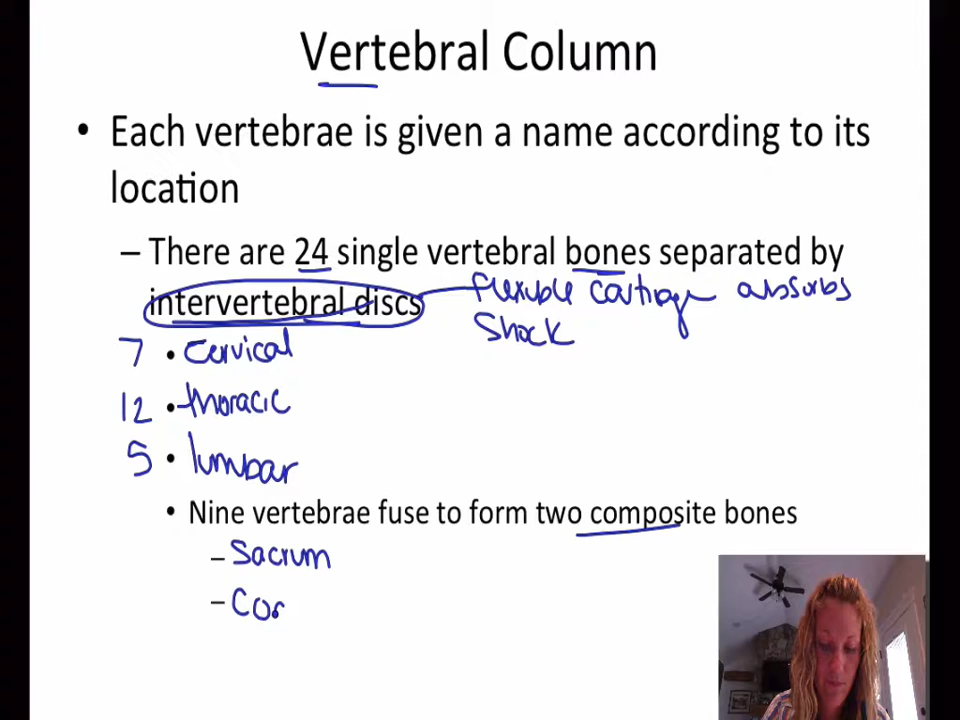 Vertebral Column
• Each vertebrae is given a name according to its
location
– There are 24 single vertebral bones separated by
intervertebral discs flexible cartilage absorbs
shock
7 • cervical
12 • thoracic
5 • lumbar
• Nine vertebrae fuse to form two composite bones
– Sacrum
– Coc